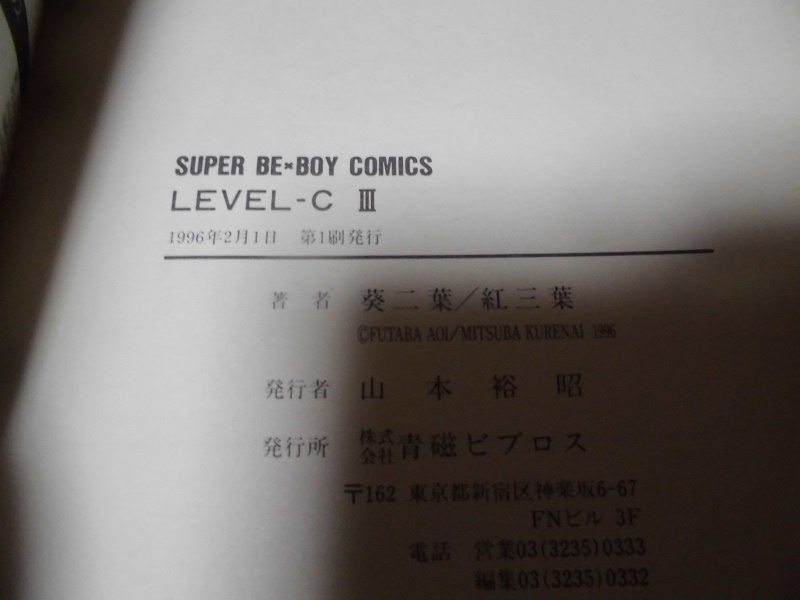 SUPER BE×BOY COMICS
LEVEL-C Ⅲ
1996年2月1日 第1刷発行
著者 葵二葉／紅三葉
©FUTABA AOI/MITSUBA KURENAI 1996
発行者 山本裕昭
発行所 株式会社青磁ビブロス
〒162 東京都新宿区神楽坂6-67
FNビル 3F
電話 営業03(3235)0333
編集03(3235)0332